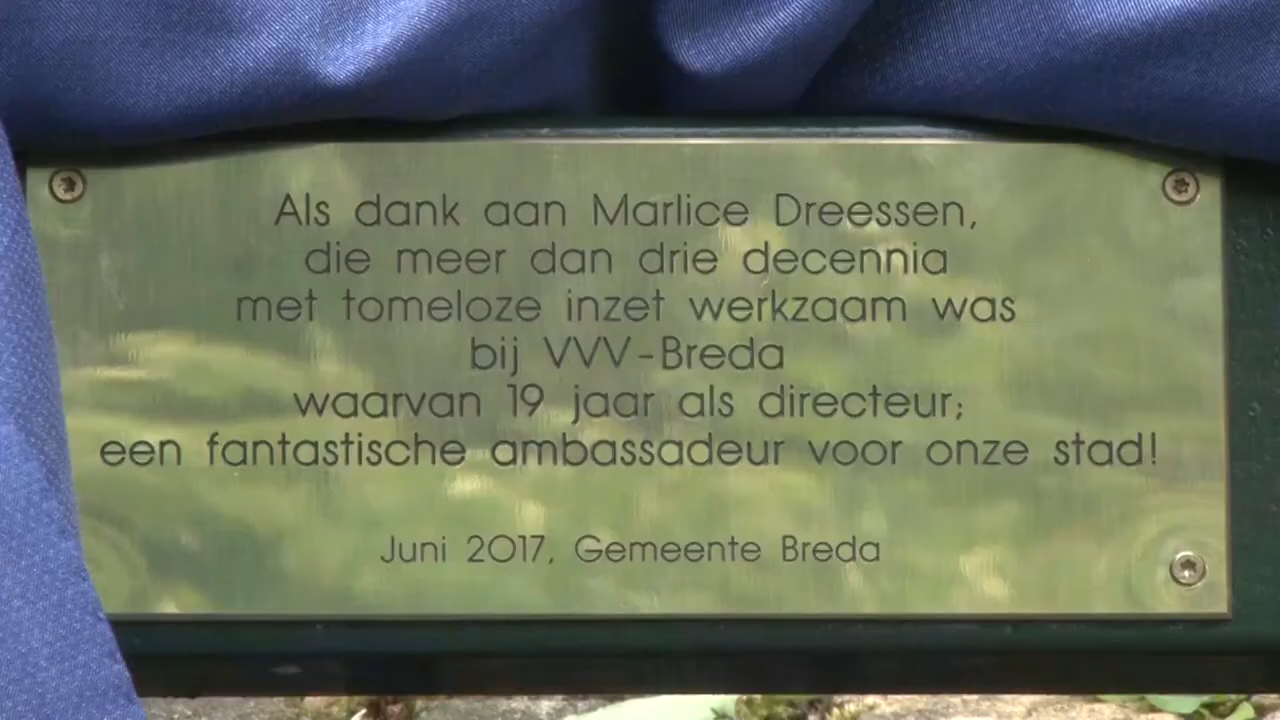 Als dank aan Marlice Dreessen,
die meer dan drie decennia
met tomeloze inzet werkzaam was
bij VVV-Breda
waarvan 19 jaar als directeur;
een fantastische ambassadeur voor onze stad!
Juni 2017, Gemeente Breda